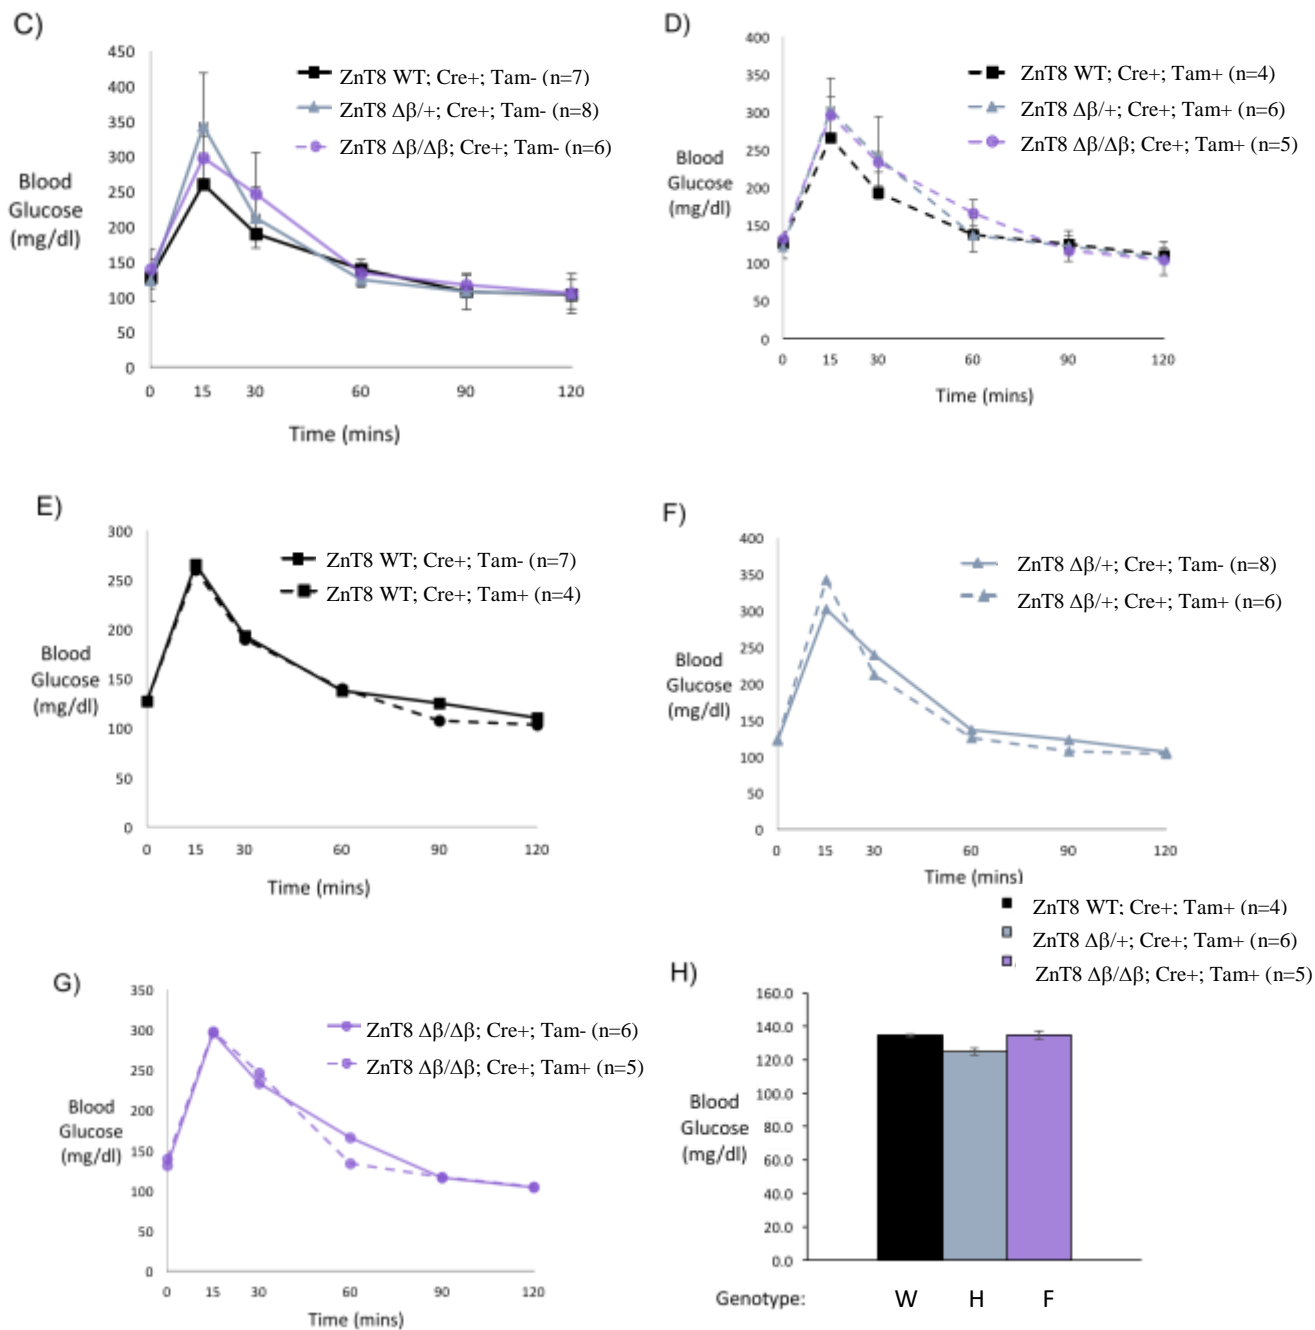 C)
450
400
350
300
250
200
150
100
50
0
Blood
Glucose
(mg/dl)
ZnT8 WT; Cre+; Tam- (n=7)
ZnT8 Δβ/+; Cre+; Tam- (n=8)
ZnT8 Δβ/Δβ; Cre+; Tam- (n=6)
0 15 30 60 90 120
Time (mins)
D)
400
350
300
250
200
150
100
50
0
Blood
Glucose
(mg/dl)
ZnT8 WT; Cre+; Tam+ (n=4)
ZnT8 Δβ/+; Cre+; Tam+ (n=6)
ZnT8 Δβ/Δβ; Cre+; Tam+ (n=5)
0 15 30 60 90 120
Time (mins)
E)
300
250
200
150
100
50
0
Blood
Glucose
(mg/dl)
ZnT8 WT; Cre+; Tam- (n=7)
ZnT8 WT; Cre+; Tam+ (n=4)
0 15 30 60 90 120
Time (mins)
F)
400
350
300
250
200
150
100
50
0
Blood
Glucose
(mg/dl)
ZnT8 Δβ/+; Cre+; Tam- (n=8)
ZnT8 Δβ/+; Cre+; Tam+ (n=6)
0 15 30 60 90 120
Time (mins)
G)
350
300
250
200
150
100
50
0
Blood
Glucose
(mg/dl)
ZnT8 Δβ/Δβ; Cre+; Tam- (n=6)
ZnT8 Δβ/Δβ; Cre+; Tam+ (n=5)
0 15 30 60 90 120
Time (mins)
H)
ZnT8 WT; Cre+; Tam+ (n=4)
ZnT8 Δβ/+; Cre+; Tam+ (n=6)
ZnT8 Δβ/Δβ; Cre+; Tam+ (n=5)
160.0
140.0
120.0
100.0
80.0
60.0
40.0
20.0
0.0
Blood
Glucose
(mg/dl)
Genotype: W H F